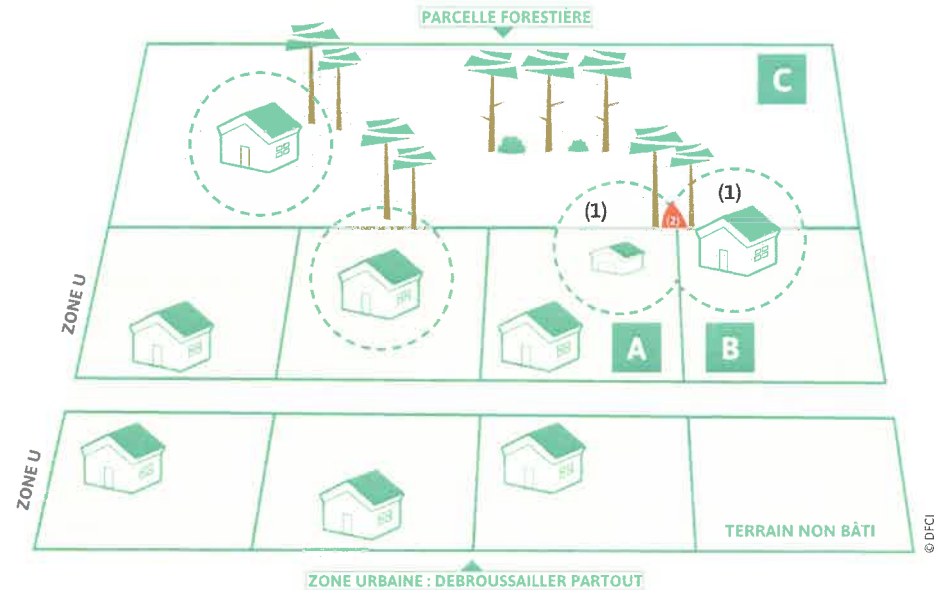 PARCELLE FORESTIÈRE
C
(1)
(1)
(2)
ZONE U
A
B
ZONE U
TERRAIN NON BÂTI
© DFCI
ZONE URBAINE : DEBROUSSAILLER PARTOUT